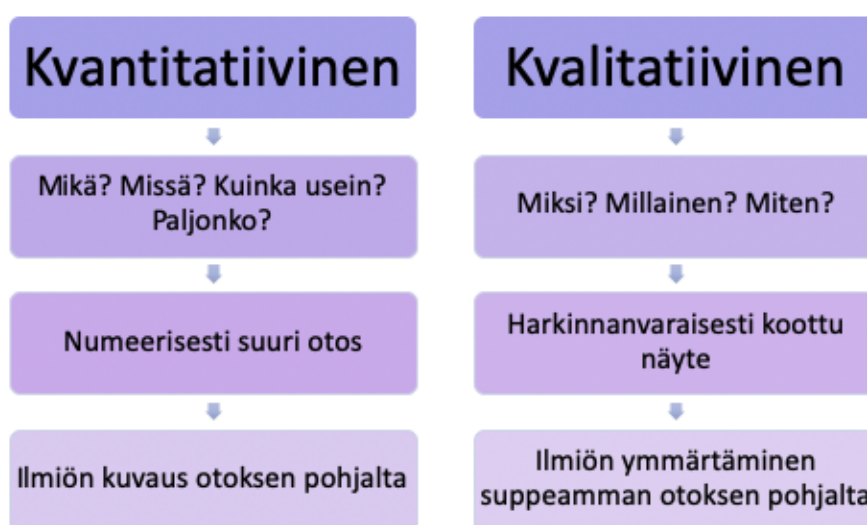 Kvantitatiivinen
Mikä? Missä? Kuinka usein?
Paljonko?
Numeerisesti suuri otos
Ilmiön kuvaus otoksen pohjalta
Kvalitatiivinen
Miksi? Millainen? Miten?
Harkinnanvaraisesti koottu
näyte
Ilmiön ymmärtäminen
suppeamman otoksen pohjalta